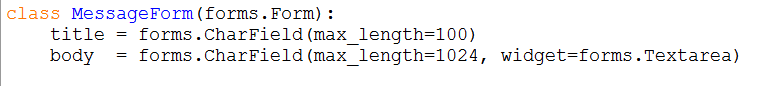 class MessageForm(forms.Form):
    title = forms.CharField(max_length=100)
    body  = forms.CharField(max_length=1024, widget=forms.Textarea)